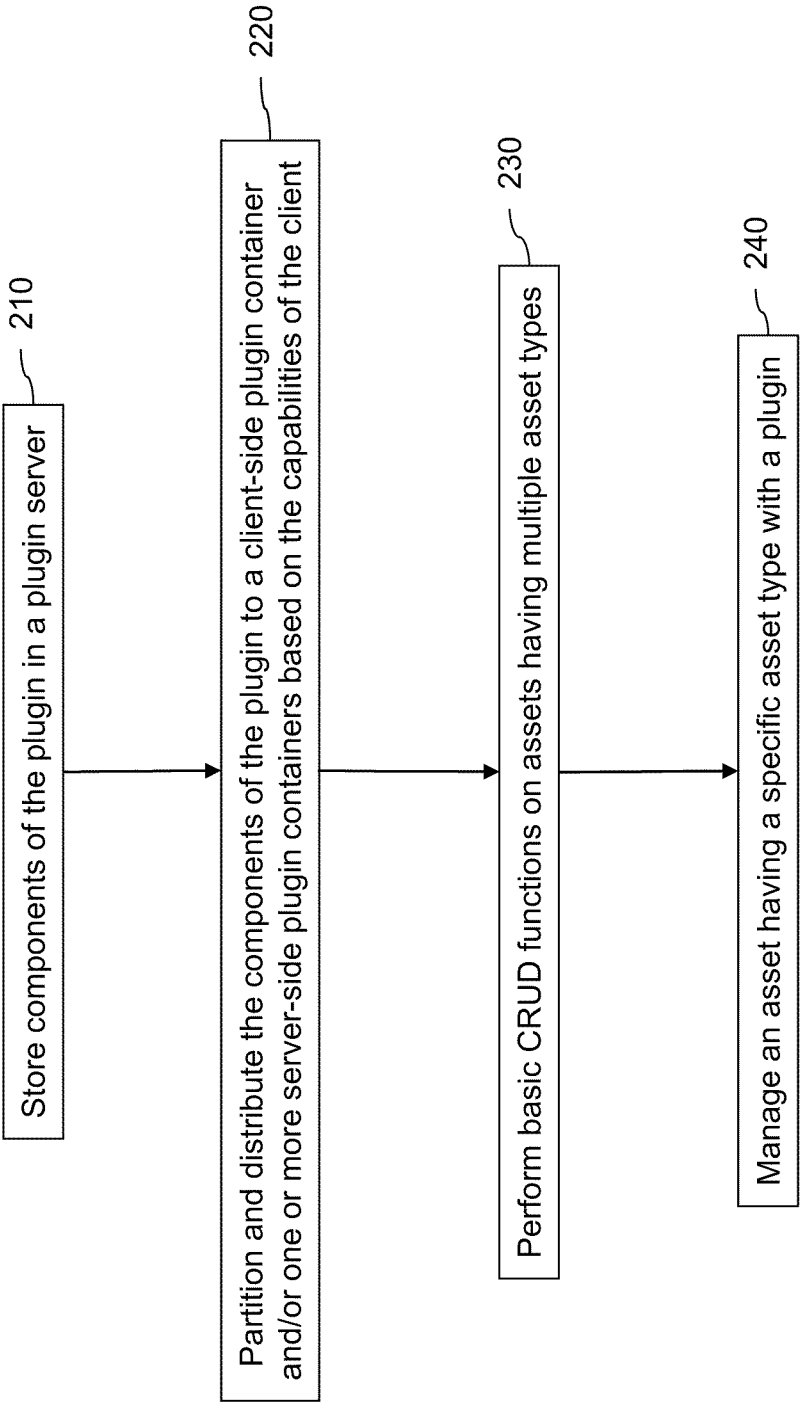 210
Store components of the plugin in a plugin server
220
Partition and distribute the components of the plugin to a client-side plugin container
and/or one or more server-side plugin containers based on the capabilities of the client
230
Perform basic CRUD functions on assets having multiple asset types
240
Manage an asset having a specific asset type with a plugin